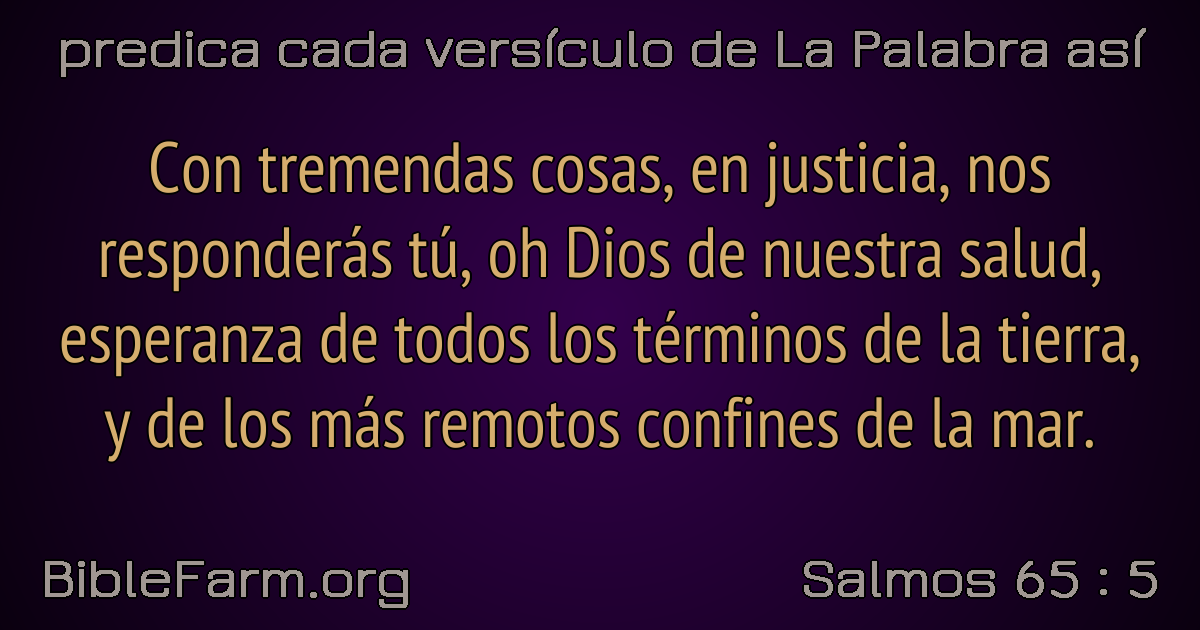 predica cada versículo de La Palabra así
Con tremendas cosas, en justicia, nos
responderás tú, oh Dios de nuestra salud,
esperanza de todos los términos de la tierra,
y de los más remotos confines de la mar.
BibleFarm.org
Salmos 65 : 5